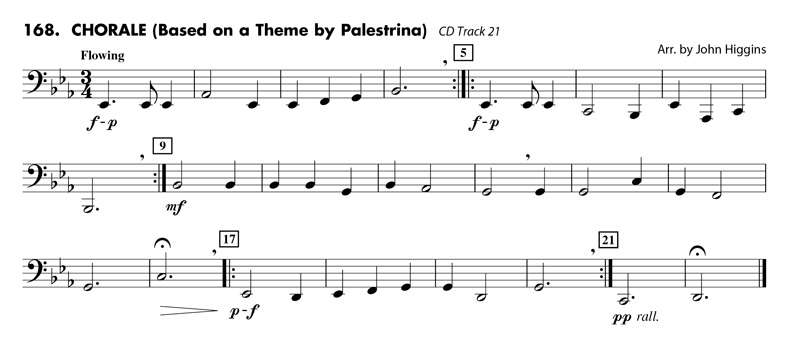 168. CHORALE (Based on a Theme by Palestrina) CD Track 21
Arr. by John Higgins
Flowing
5
3
4
f-p
f-p
9
mf
17
21
p-f
pp rall.